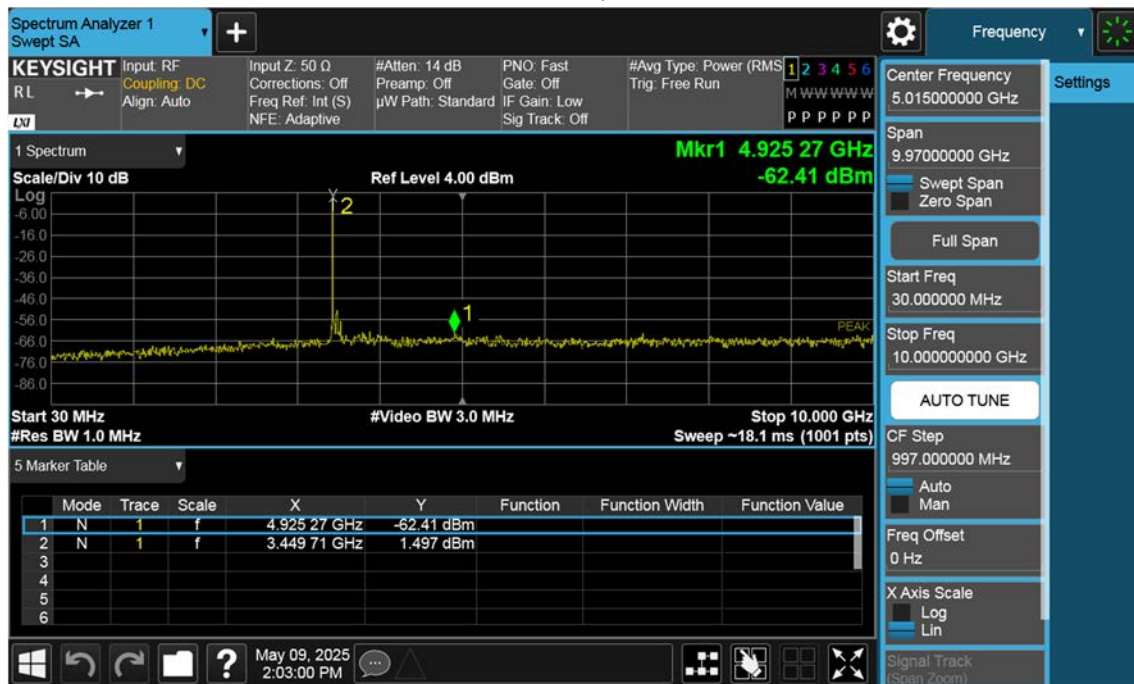 Spectrum Analyzer 1
Swept SA
+
Frequency
KEYSIGHT
RL
LXI
Input: RF
Coupling: DC
Align: Auto
Input Z: 50 Ω
Corrections: Off
Freq Ref: Int (S)
NFE: Adaptive
#Atten: 14 dB
Preamp: Off
µW Path: Standard
PNO: Fast
Gate: Off
IF Gain: Low
Sig Track: Off
#Avg Type: Power (RMS
Trig: Free Run
1 2 3 4 5 6
M W W W W W
P P P P P P
1 Spectrum
Mkr1 4.925 27 GHz
Scale/Div 10 dB
Ref Level 4.00 dBm
-62.41 dBm
Log
-6.00
-16.0
-26.0
-36.0
-46.0
-56.0
-66.0
-76.0
-86.0
2
1
PEAK
Start 30 MHz
#Video BW 3.0 MHz
Stop 10.000 GHz
#Res BW 1.0 MHz
Sweep ~18.1 ms (1001 pts)
5 Marker Table
Mode Trace Scale X Y Function Function Width Function Value
1 N 1 f 4.925 27 GHz -62.41 dBm
2 N 1 f 3.449 71 GHz 1.497 dBm
3
4
5
6
?
May 09, 2025
2:03:00 PM
Center Frequency
5.015000000 GHz
Span
9.97000000 GHz
Swept Span
Zero Span
Full Span
Start Freq
30.000000 MHz
Stop Freq
10.000000000 GHz
AUTO TUNE
CF Step
997.000000 MHz
Auto
Man
Freq Offset
0 Hz
X Axis Scale
Log
Lin
Signal Track
(Span Zoom)
Settings